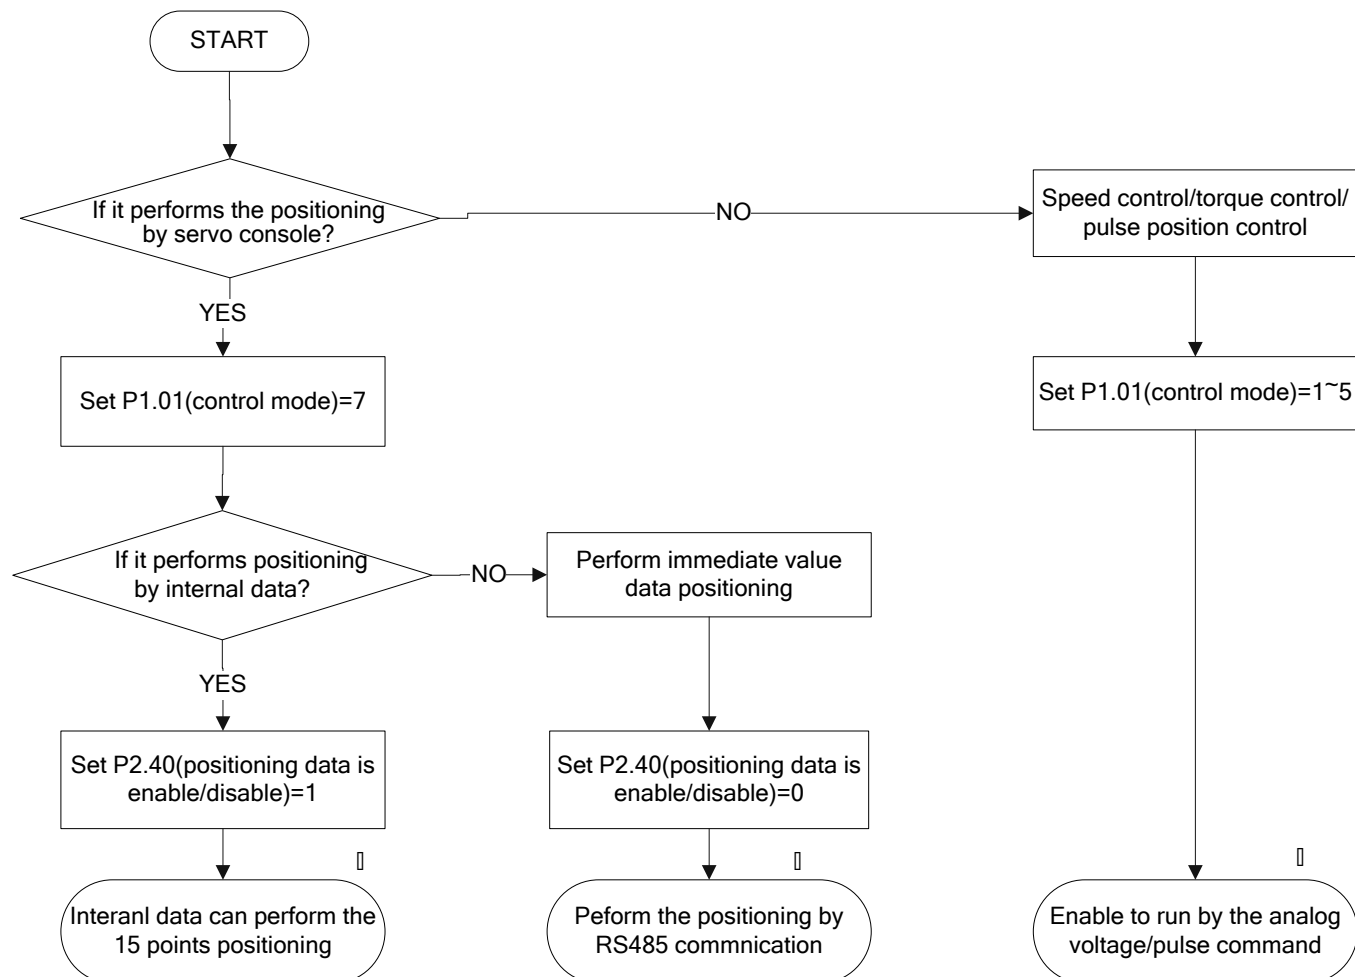 START
If it performs the positioning
by servo console?
NO
Speed control/torque control/
pulse position control
YES
Set P1.01(control mode)=7
Set P1.01(control mode)=1~5
If it performs positioning
by internal data?
NO
Perform immediate value
data positioning
YES
Set P2.40(positioning data is
enable/disable)=1
Set P2.40(positioning data is
enable/disable)=0
Interanl data can perform the
15 points positioning
Peform the positioning by
RS485 commnication
Enable to run by the analog
voltage/pulse command